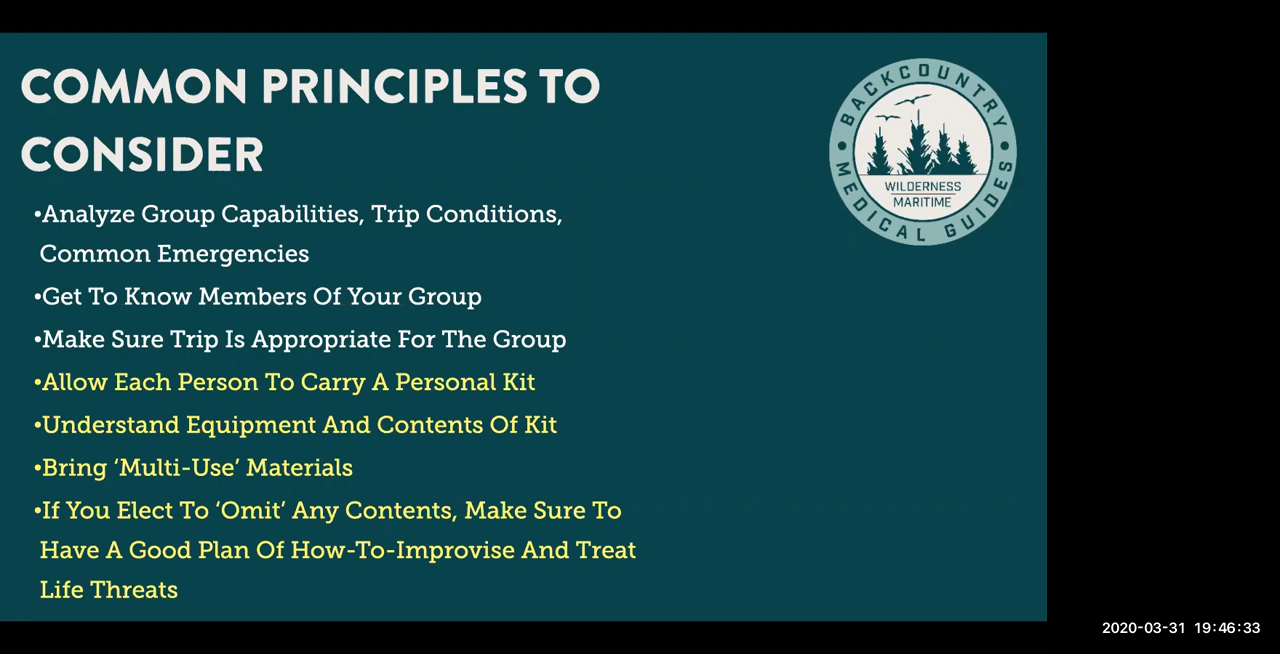 COMMON PRINCIPLES TO
CONSIDER
•Analyze Group Capabilities, Trip Conditions,
Common Emergencies
•Get To Know Members Of Your Group
•Make Sure Trip Is Appropriate For The Group
•Allow Each Person To Carry A Personal Kit
•Understand Equipment And Contents Of Kit
•Bring ‘Multi-Use’ Materials
•If You Elect To ‘Omit’ Any Contents, Make Sure To
Have A Good Plan Of How-To-Improvise And Treat
Life Threats
• BACKCOUNTRY •
WILDERNESS
MARITIME
MEDICAL GUIDES
2020-03-31 19:46:33